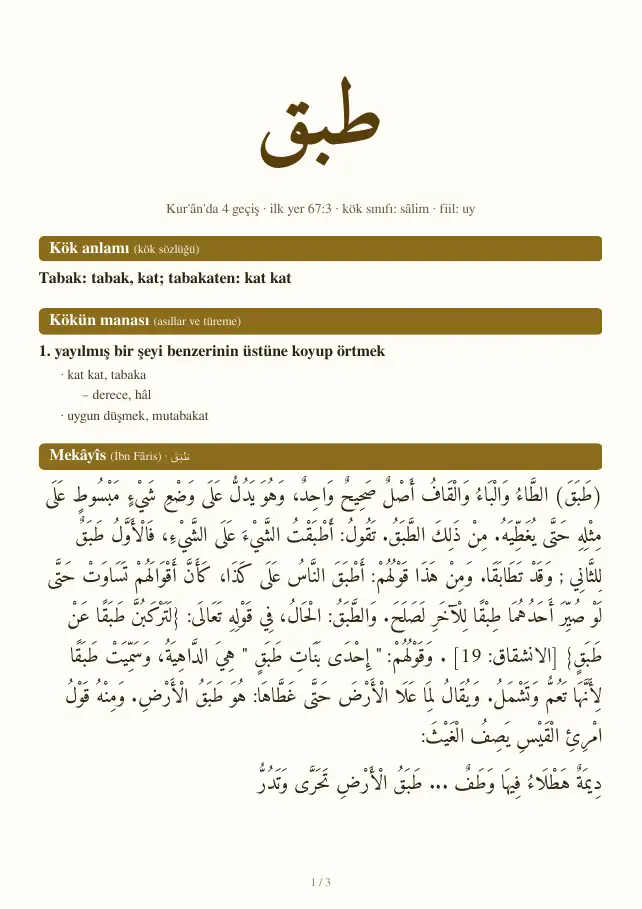 طبق
Kur'ân'da 4 geçiş · ilk yer 67:3 · kök sınıfı: sâlim · fiil: uy
Kök anlamı (kök sözlüğü)
Tabak: tabak, kat; tabakaten: kat kat
Kökün manası (asıllar ve türeme)
1. yayılmış bir şeyi benzerinin üstüne koyup örtmek
· kat kat, tabaka
– derece, hâl
· uygun düşmek, mutabakat
Mekâyîs (İbn Fâris) · طَبَقَ
(طَبَقَ) الطَّاءُ وَالْبَاءُ وَالْقَافُ أَصْلٌ صَحِيحٌ وَاحِدٌ، وَهُوَ يَدُلُّ عَلَى وَضْعِ شَيْءٍ مَبْسُوطٍ عَلَى
مِثْلِهِ حَتَّى يُغَطِّيَهُ. مِنْ ذَلِكَ الطَّبَقُ. تَقُولُ: أَطْبَقْتُ الشَّيْءَ عَلَى الشَّيْءِ، فَالْأَوَّلُ طَبَقٌ
لِلثَّانِي ; وَقَدْ تَطَابَقَا. وَمِنْ هَذَا قَوْلُهُمْ: أَطْبَقَ النَّاسُ عَلَى كَذَا، كَأَنَّ أَقْوَالَهُمْ تَسَاوَتْ حَتَّى
لَوْ صُيِّرَ أَحَدُهُمَا طِبْقًا لِلْآخَرِ لَصَلَحَ. وَالطَّبَقُ: الْحَالُ، فِي قَوْلِهِ تَعَالَى: {لَتَرْكَبُنَّ طَبَقًا عَنْ
طَبَقٍ} [الانشقاق: 19] . وَقَوْلُهُمْ: " إِحْدَى بَنَاتِ طَبَقٍ " هِيَ الدَّاهِيَةُ، وَسُمِّيَتْ طَبَقًا
لِأَنَّهَا تَعُمُّ وَتَشْمَلُ. وَيُقَالُ لِمَا عَلَا الْأَرْضَ حَتَّى غَطَّاهَا: هُوَ طَبَقُ الْأَرْضِ. وَمِنْهُ قَوْلُ
امْرِئِ الْقَيْسِ يَصِفُ الْغَيْثَ:
دِيمَةٌ هَطْلَاءُ فِيهَا وَطَفٌ ... طَبَقُ الْأَرْضِ تَحَرَّى وَتَدُرُّ
1 / 3